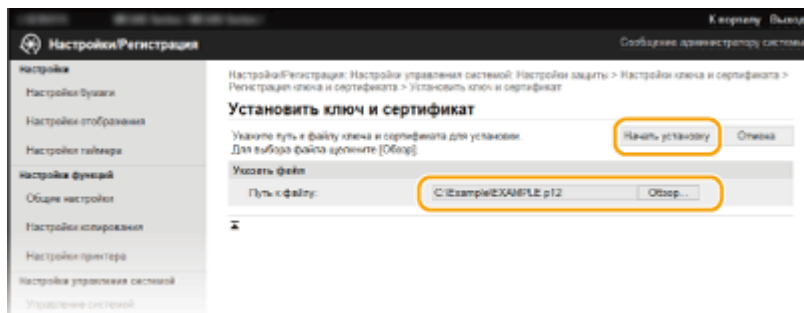 К порталу Выход
Настройки/Регистрация
Сообщение администратору системы
Настройки
Настройки бумаги
Настройки отображения
Настройки таймера
Настройки функций
Общие настройки
Настройки копирования
Настройки принтера
Настройки управления системой
Управление системой
Настройки/Регистрация: Настройки управления системой: Настройки защиты > Настройки ключа и сертификата >
Регистрация ключа и сертификата > Установить ключ и сертификат
Установить ключ и сертификат
Укажите путь к файлу ключа и сертификата для установки.
Для выбора файла щелкните [Обзор].
Начать установку Отмена
Указать файл
Путь к файлу: C:\Example\EXAMPLE.p12 Обзор...